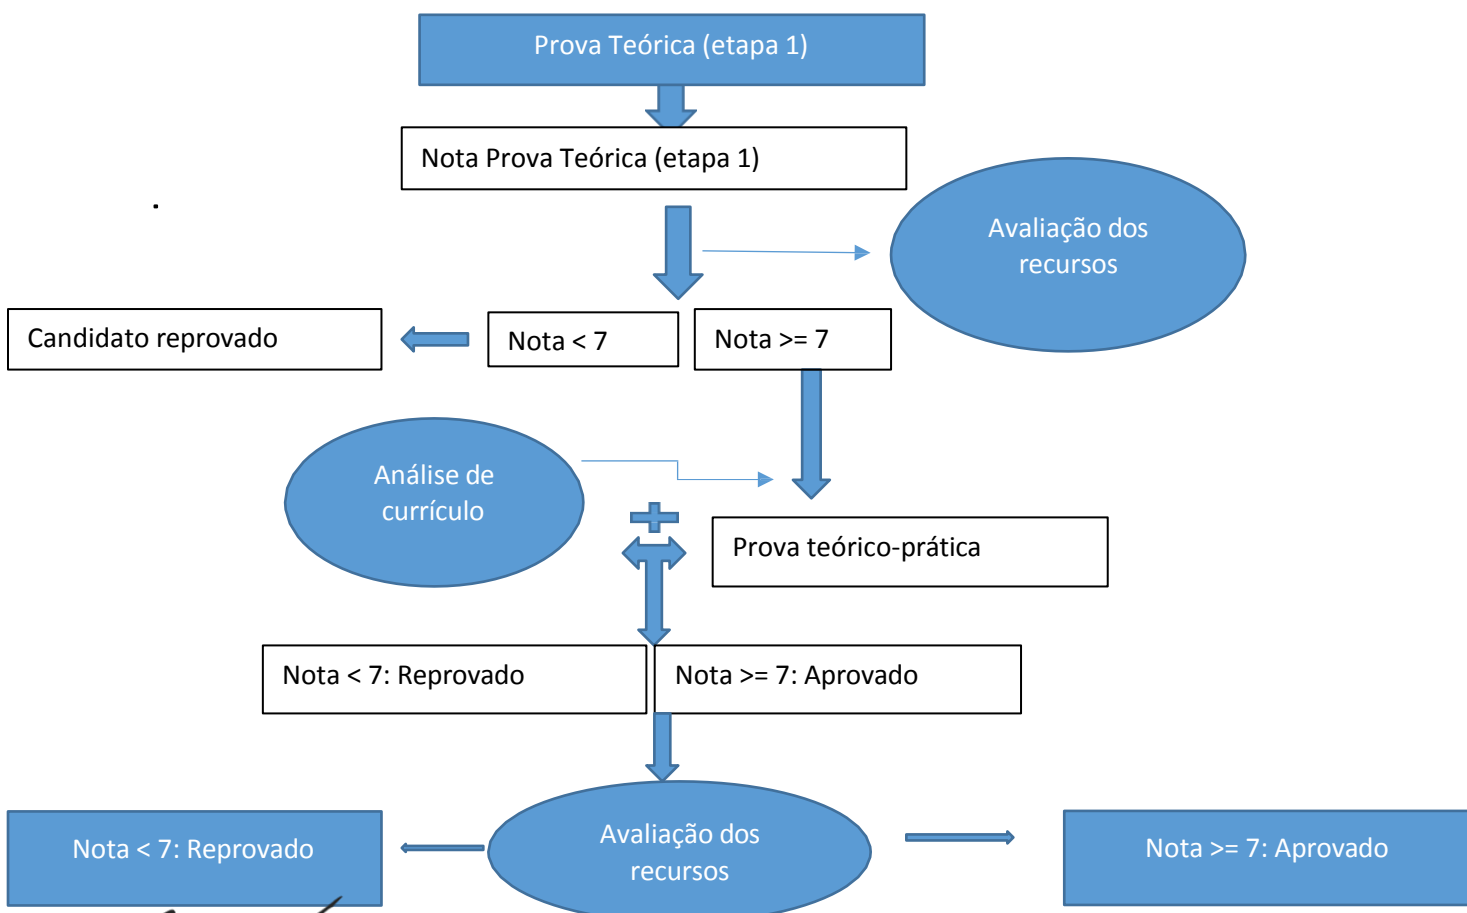 Prova Teórica (etapa 1)
Nota Prova Teórica (etapa 1)
Avaliação dos
recursos
Candidato reprovado
Nota < 7
Nota >= 7
Análise de
currículo
Prova teórico-prática
Nota < 7: Reprovado
Nota >= 7: Aprovado
Nota < 7: Reprovado
Avaliação dos
recursos
Nota >= 7: Aprovado